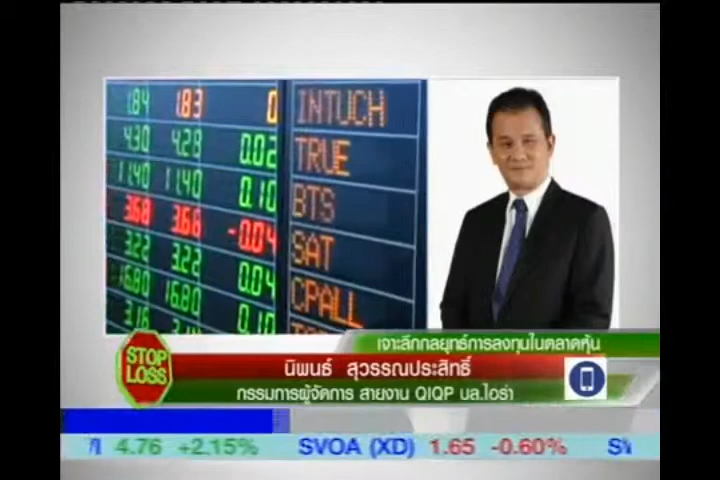 1.84 1.83 0 INTUCH
4.30 4.28 0.02 TRUE
11.40 11.40 0.10 BTS
3.68 3.66 -0.04 SAT
3.22 3.22 0.04 CPALL
16.80 16.80 0.10
3.16
เจาะลึกกลยุทธ์การลงทุนในตลาดหุ้น
STOP
LOSS
นิพนธ์ สุวรรณประสิทธิ์
กรรมการผู้จัดการ สายงาน QIQP บล.ไอร่า
4.76 +2.15% SVOA (XD) 1.65 -0.60%